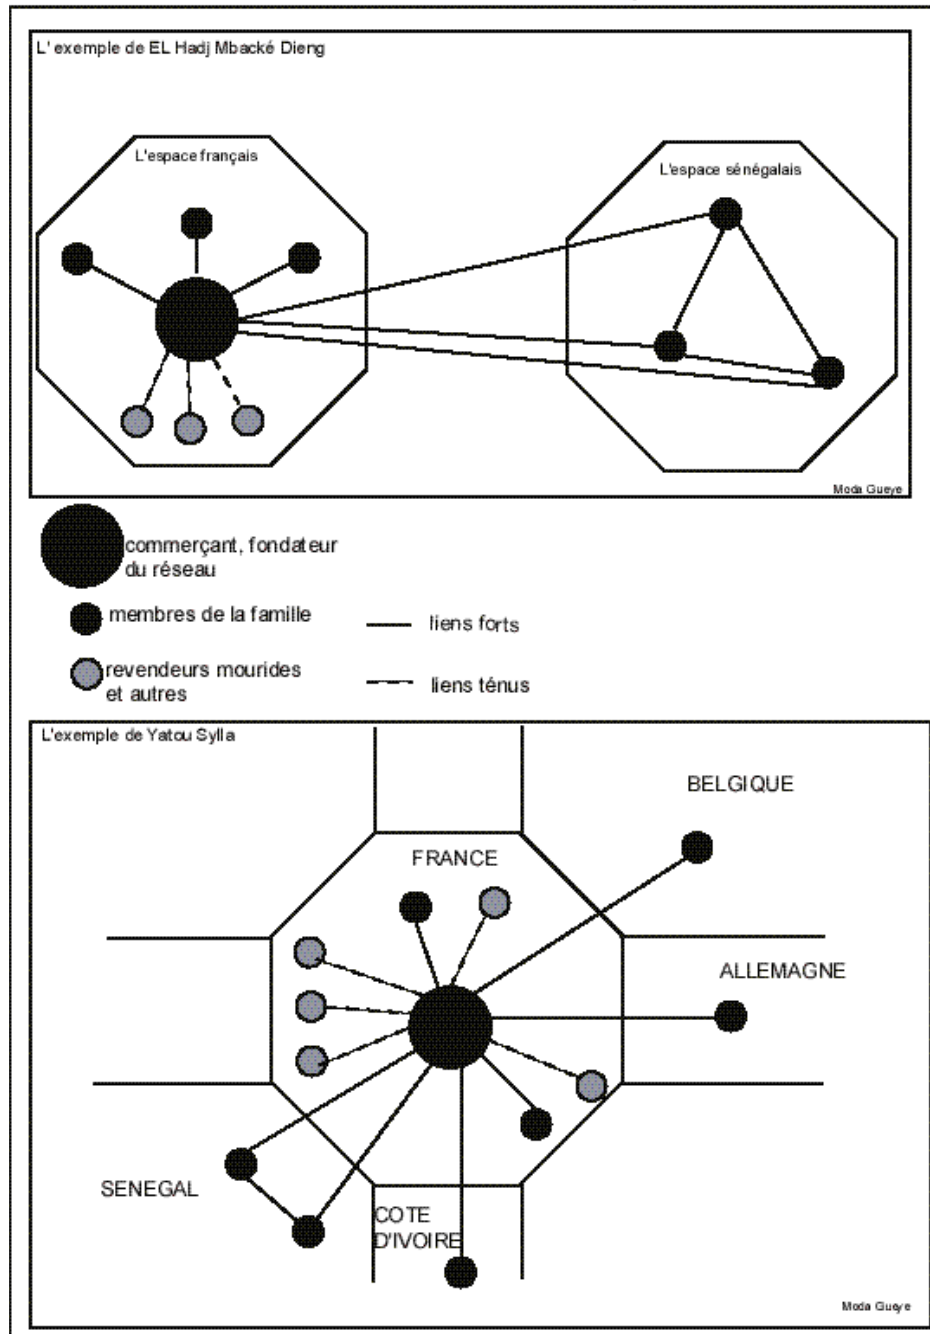 L' exemple de EL Hadj Mbacké Dieng
L'espace français
L'espace sénégalais
Moda Gueye
commerçant, fondateur
du réseau
membres de la famille
liens forts
revendeurs mourides
et autres
liens ténus
L'exemple de Yatou Sylla
BELGIQUE
FRANCE
ALLEMAGNE
SENEGAL
COTE
D'IVOIRE
Moda Gueye